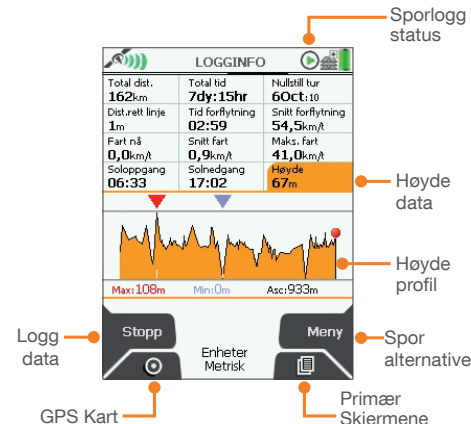 Sporlogg
status
LOGGINFO
Total dist.
162km
Total tid
7dy:15hr
Nullstill tur
6Oct:10
Dist.rett linje
1m
Tid forflytning
02:59
Snitt forflytning
54,5km/t
Fart nå
0,0km/t
Snitt fart
0,9km/t
Maks. fart
41,0km/t
Soloppgang
06:33
Solnedgang
17:02
Høyde
67m
Høyde
data
Høyde
profil
Max:108m
Min:0m
Asc:933m
Stopp
Meny
Logg
data
Spor
alternative
Enheter
Metrisk
GPS Kart
Primær
Skjermene